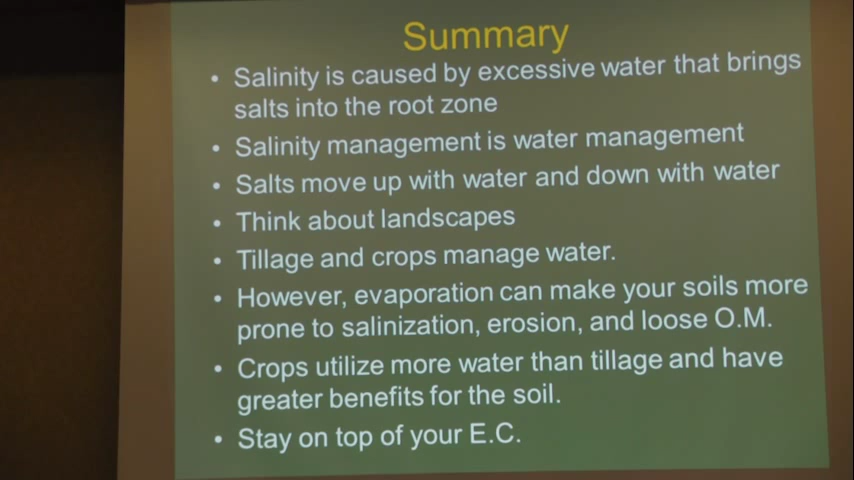 Summary
• Salinity is caused by excessive water that brings
salts into the root zone
• Salinity management is water management
• Salts move up with water and down with water
• Think about landscapes
• Tillage and crops manage water.
• However, evaporation can make your soils more
prone to salinization, erosion, and loose O.M.
• Crops utilize more water than tillage and have
greater benefits for the soil.
• Stay on top of your E.C.